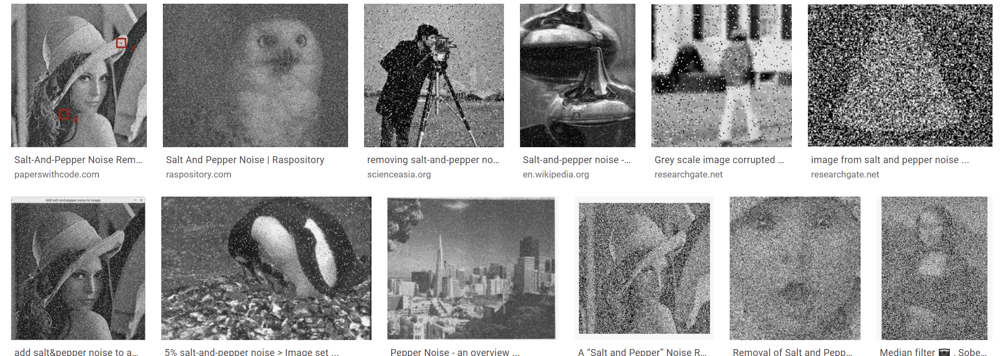 Salt-And-Pepper Noise Rem...
paperswithcode.com
Salt And Pepper Noise | Raspository
raspository.com
removing salt-and-pepper no...
scienceasia.org
Salt-and-pepper noise -...
en.wikipedia.org
Grey scale image corrupted ...
researchgate.net
image from salt and pepper noise ...
researchgate.net
Add salt and pepper noise to image
add salt&pepper noise to a...
5% salt-and-pepper noise > Image set ...
Pepper Noise - an overview ...
A “Salt and Pepper” Noise R...
Removal of Salt and Pepp...
Median filter 📷 . Sobe...